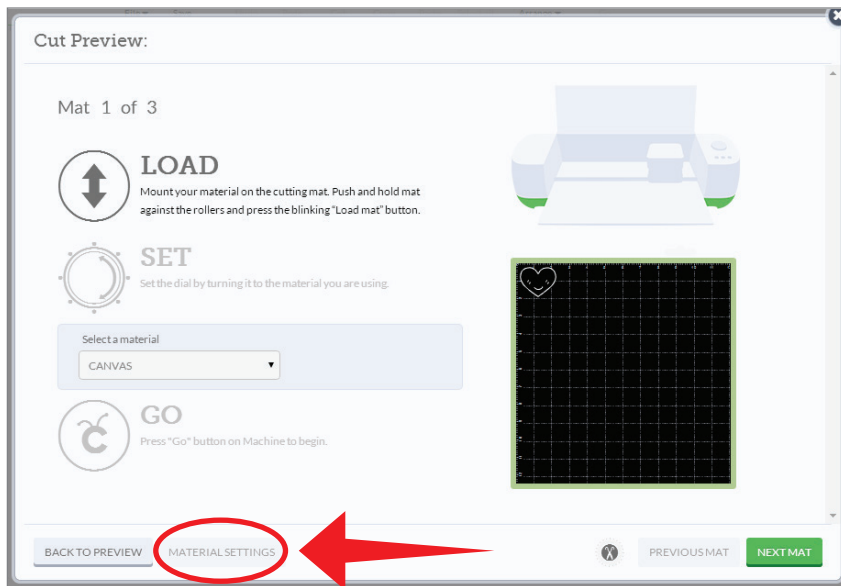 Cut Preview:
Mat 1 of 3
LOAD
Mount your material on the cutting mat. Push and hold mat
against the rollers and press the blinking "Load mat" button.
SET
Set the dial by turning it to the material you are using.
Select a material
CANVAS
GO
Press "Go" button on Machine to begin.
BACK TO PREVIEW MATERIAL SETTINGS PREVIOUS MAT NEXT MAT